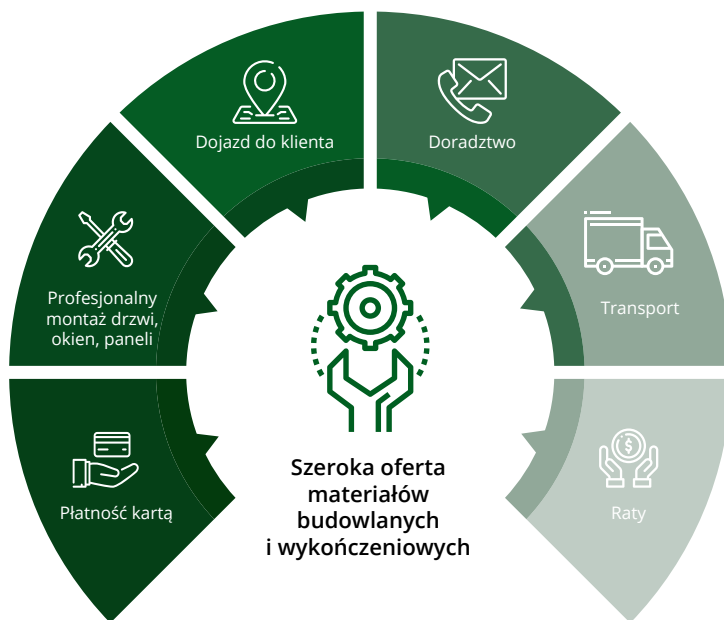 Dojazd do klienta
Doradztwo
Profesjonalny
montaż drzwi,
okien, paneli
Transport
Płatność kartą
Raty
$
Szeroka oferta
materiałów
budowlanych
i wykończeniowych